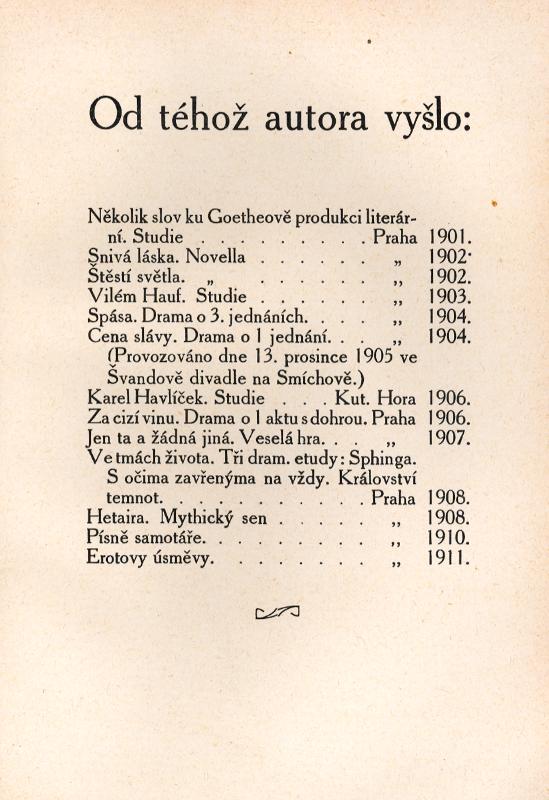 Od téhož autora vyšlo:
Několik slov ku Goetheově produkci literár-
ní. Studie . . . . . . . . . Praha 1901.
Snivá láska. Novella . . . . . . „ 1902·
Štěstí světla. „ . . . . . . ,, 1902.
Vilém Hauf. Studie . . . . . . ,, 1903.
Spása. Drama o 3. jednáních. . . . ,, 1904.
Cena slávy. Drama o 1 jednání. . . ,, 1904.
(Provozováno dne 13. prosince 1905 ve
Švandově divadle na Smíchově.)
Karel Havlíček. Studie . . . Kut. Hora 1906.
Za cizí vinu. Drama o 1 aktu s dohrou. Praha 1906.
Jen ta a žádná jiná. Veselá hra. . . ,, 1907.
Ve tmách života. Tři dram. etudy: Sphinga.
S očima zavřenýma na vždy. Království
temnot. . . . . . . . . . . Praha 1908.
Hetaira. Mythický sen . . . . . ,, 1908.
Písně samotáře. . . . . . . . . ,, 1910.
Erotovy úsměvy. . . . . . . . ,, 1911.